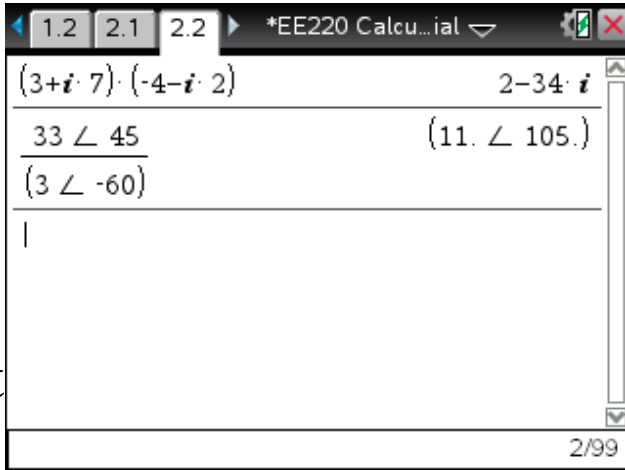 1.2 2.1 2.2 *EE220 Calcu...ial
(3+i·7)·(-4-i·2) 2-34·i
33 ∠ 45
(3 ∠ -60)
(11. ∠ 105.)
2/99